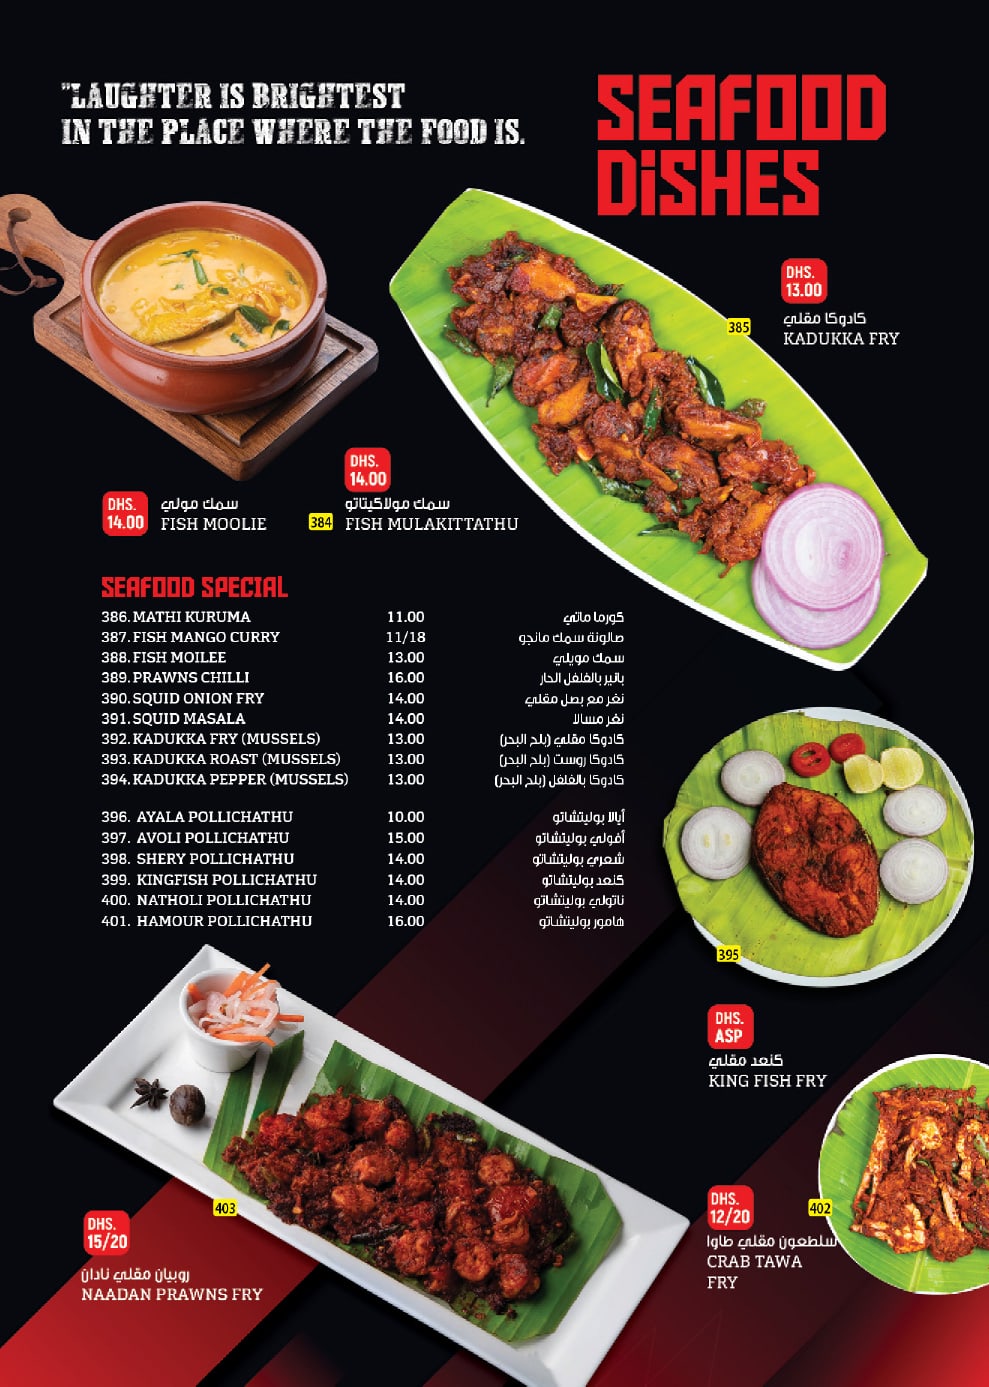 "LAUGHTER IS BRIGHTEST
IN THE PLACE WHERE THE FOOD IS.
SEAFOOD
DiSHES
DHS.
13.00
385
كادوكا مقلي
KADUKKA FRY
DHS.
14.00
سمك مولي
FISH MOOLIE
DHS.
14.00
384
سمك مولاكيتاتو
FISH MULAKITTATHU
SEAFOOD SPECIAL
386. MATHI KURUMA 11.00 كورما ماتي
387. FISH MANGO CURRY 11/18 صالونة سمك مانجو
388. FISH MOILEE 13.00 سمك مويلي
389. PRAWNS CHILLI 16.00 بانير بالفلفل الحار
390. SQUID ONION FRY 14.00 نغر مع بصل مقلي
391. SQUID MASALA 14.00 نغر مسالا
392. KADUKKA FRY (MUSSELS) 13.00 كادوكا مقلي (بلح البحر)
393. KADUKKA ROAST (MUSSELS) 13.00 كادوكا روست (بلح البحر)
394. KADUKKA PEPPER (MUSSELS) 13.00 كادوكا بالفلفل (بلح البحر)
396. AYALA POLLICHATHU 10.00 أيالا بوليتشاتو
397. AVOLI POLLICHATHU 15.00 أفولي بوليتشاتو
398. SHERY POLLICHATHU 14.00 شعري بوليتشاتو
399. KINGFISH POLLICHATHU 14.00 كنعد بوليتشاتو
400. NATHOLI POLLICHATHU 14.00 ناتولي بوليتشاتو
401. HAMOUR POLLICHATHU 16.00 هامور بوليتشاتو
395
DHS.
ASP
كنعد مقلي
KING FISH FRY
DHS.
12/20
402
سلطعون مقلي طاوا
CRAB TAWA
FRY
403
DHS.
15/20
روبيان مقلي نادان
NAADAN PRAWNS FRY